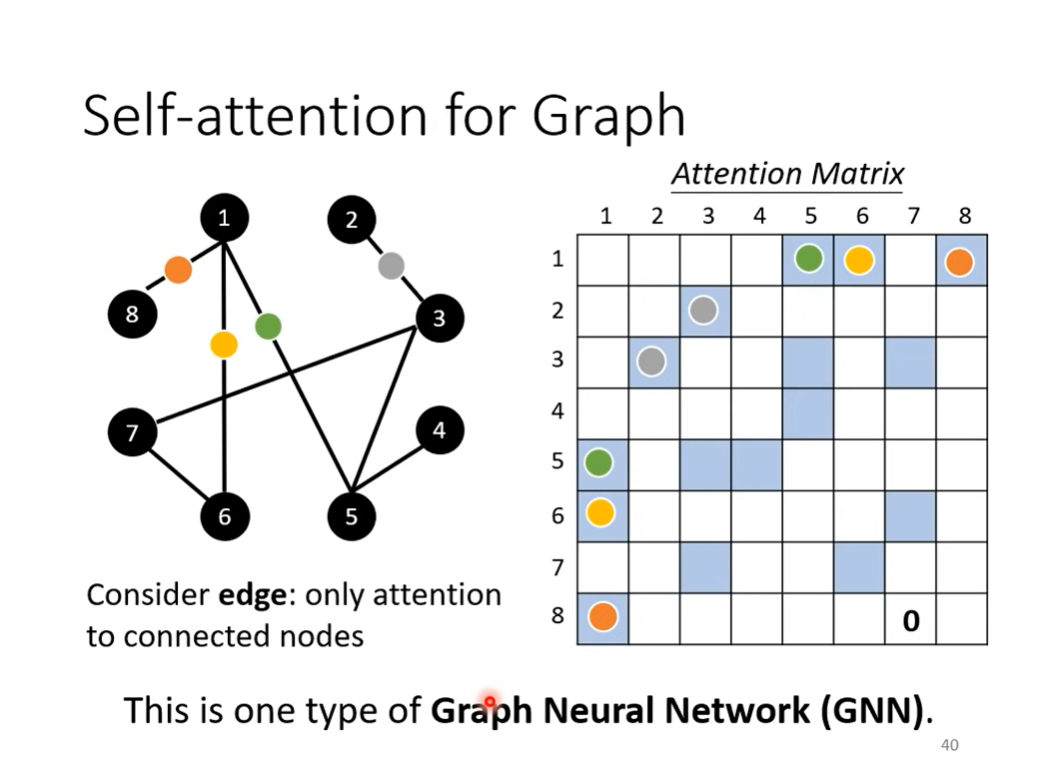 Self-attention for Graph
Attention Matrix
1 2 3 4 5 6 7 8
1
2
3
4
5
6
7
8 0
1 2
8 3
7 4
6 5
Consider edge: only attention
to connected nodes
This is one type of Graph Neural Network (GNN).
40